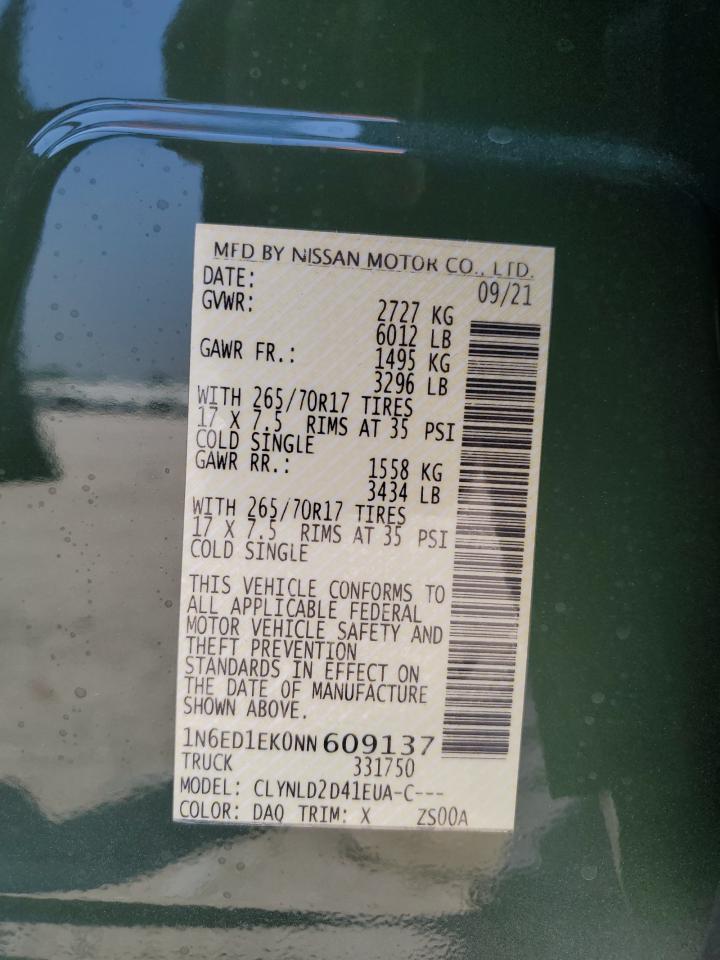 MFD BY NISSAN MOTOR CO., LTD.
DATE: 09/21
GVWR: 2727 KG
6012 LB
GAWR FR.: 1495 KG
3296 LB
WITH 265/70R17 TIRES
17 X 7.5 RIMS AT 35 PSI
COLD SINGLE
GAWR RR.: 1558 KG
3434 LB
WITH 265/70R17 TIRES
17 X 7.5 RIMS AT 35 PSI
COLD SINGLE
THIS VEHICLE CONFORMS TO
ALL APPLICABLE FEDERAL
MOTOR VEHICLE SAFETY AND
THEFT PREVENTION
STANDARDS IN EFFECT ON
THE DATE OF MANUFACTURE
SHOWN ABOVE.
1N6ED1EK0NN609137
TRUCK 331750
MODEL: CLYNLD2D41EUA-C---
COLOR: DAQ TRIM: X ZS00A